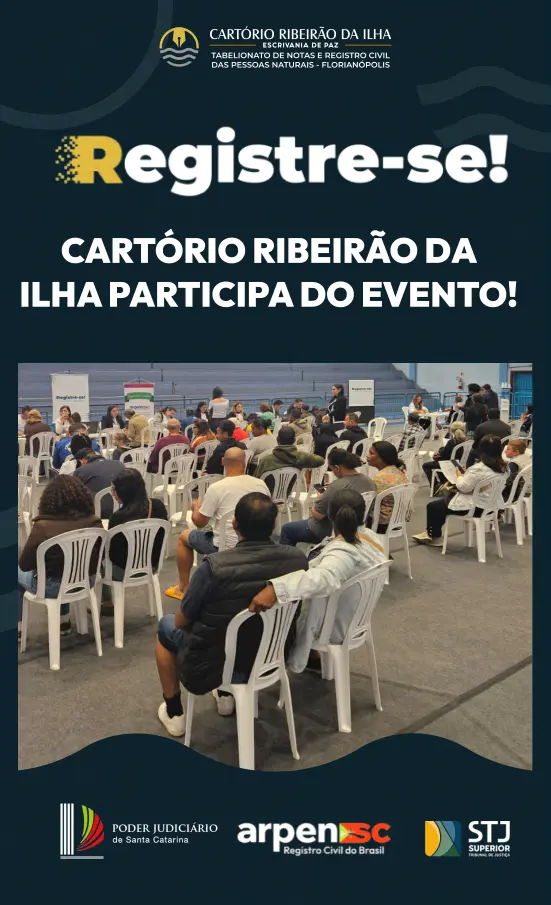 CARTÓRIO RIBEIRÃO DA ILHA
ESCRIVANIA DE PAZ
TABELIONATO DE NOTAS E REGISTRO CIVIL
DAS PESSOAS NATURAIS - FLORIANÓPOLIS
Registre-se!
CARTÓRIO RIBEIRÃO DA
ILHA PARTICIPA DO EVENTO!
Registre-se!
PODER JUDICIÁRIO
de Santa Catarina
arpen SC
Registro Civil do Brasil
STJ
SUPERIOR
TRIBUNAL DE JUSTIÇA